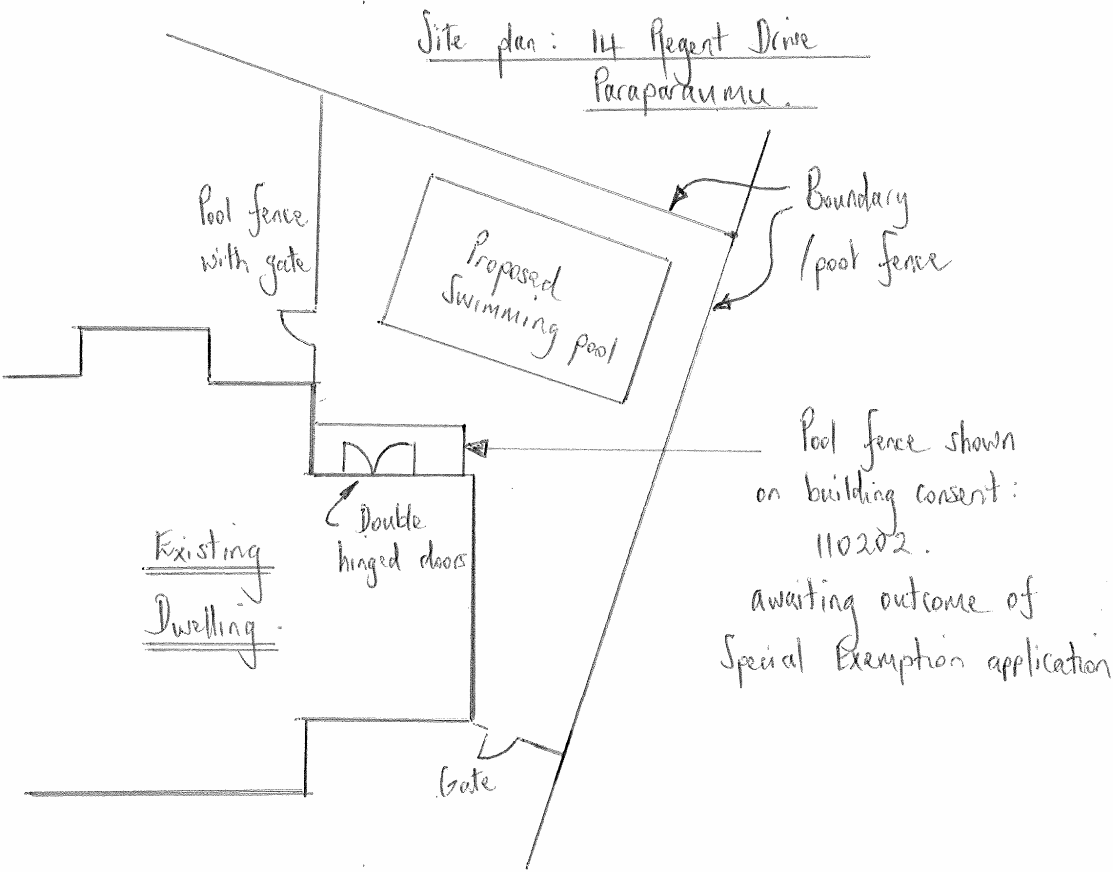 Site plan: 14 Regent Drive
Paraparaumu.
Pool fence
with gate
Proposed
Swimming pool
Boundary
/pool fence
Pool fence shown
on building consent:
110202.
awaiting outcome of
Special Exemption application
Double
hinged doors
Existing
Dwelling.
Gate